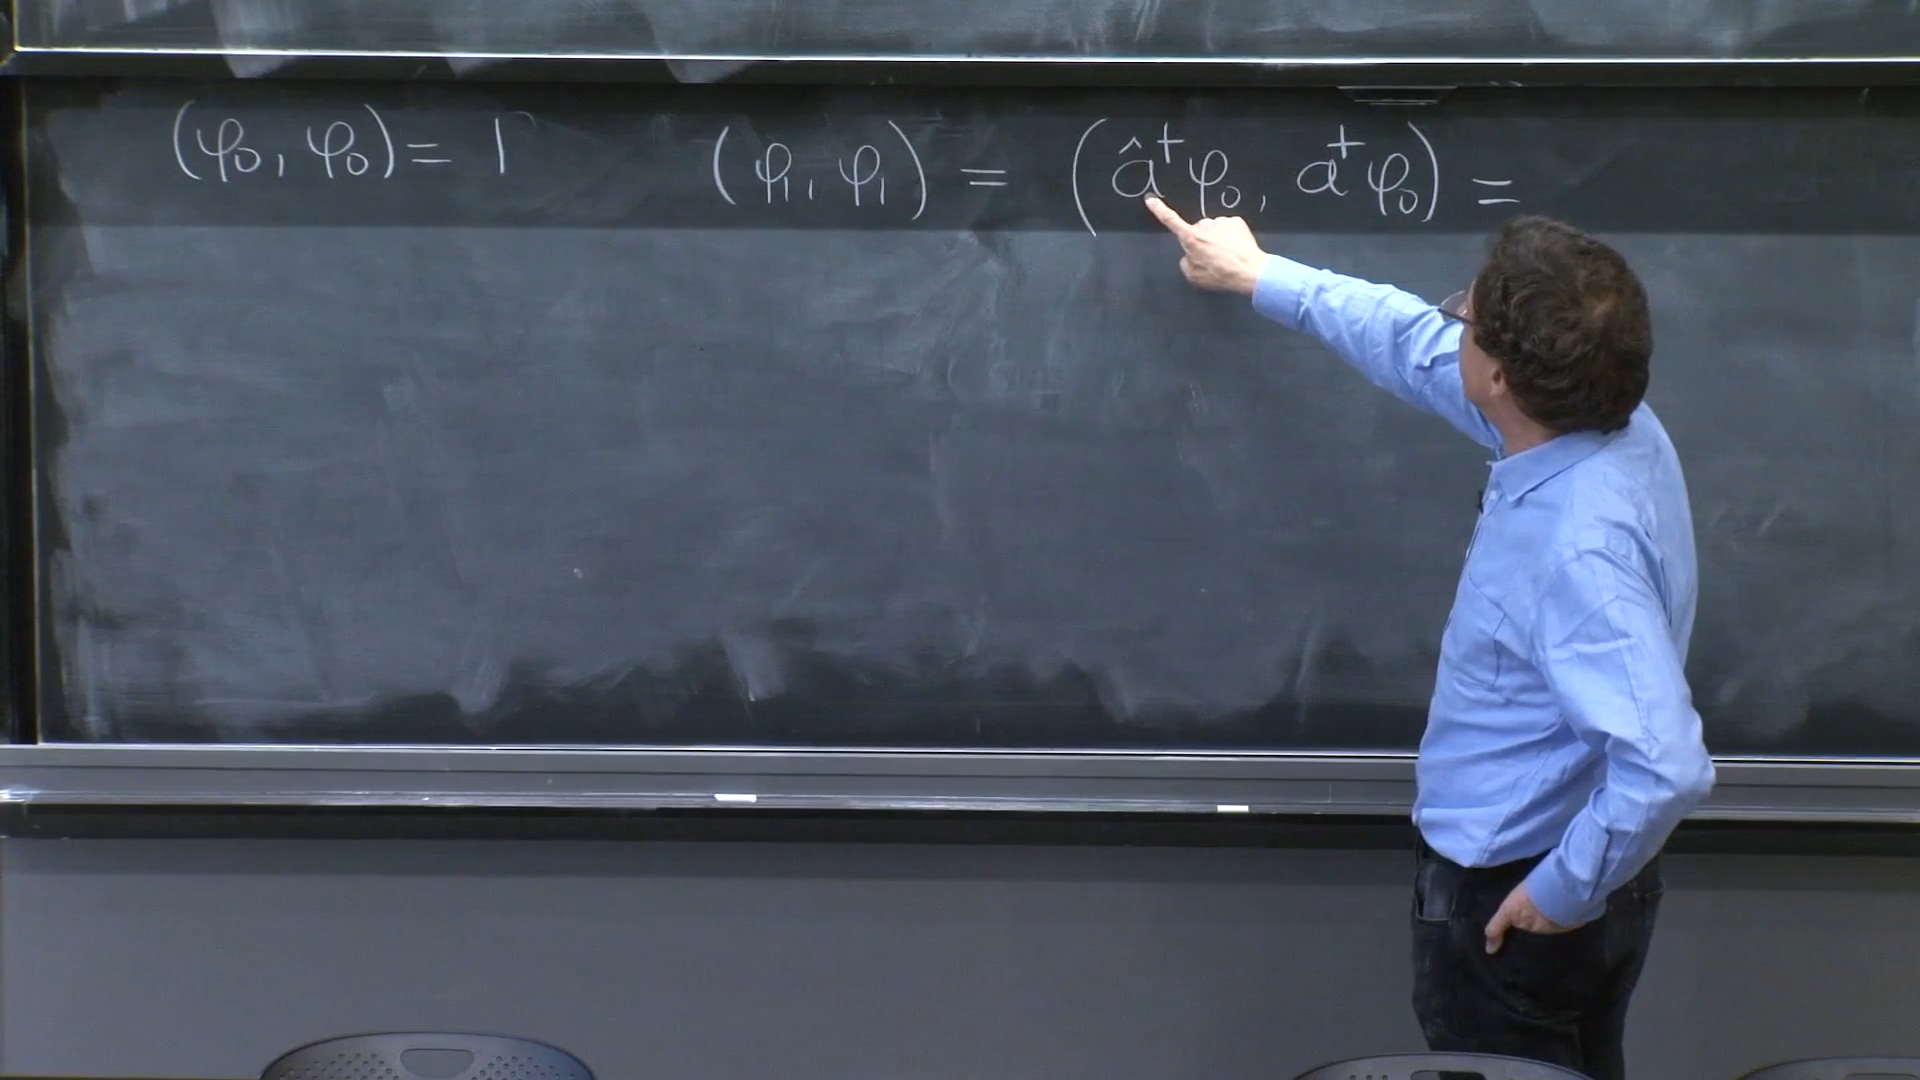 (φ₀, φ₀) = 1 (φ₁, φ₁) = (â†φ₀, a†φ₀) =